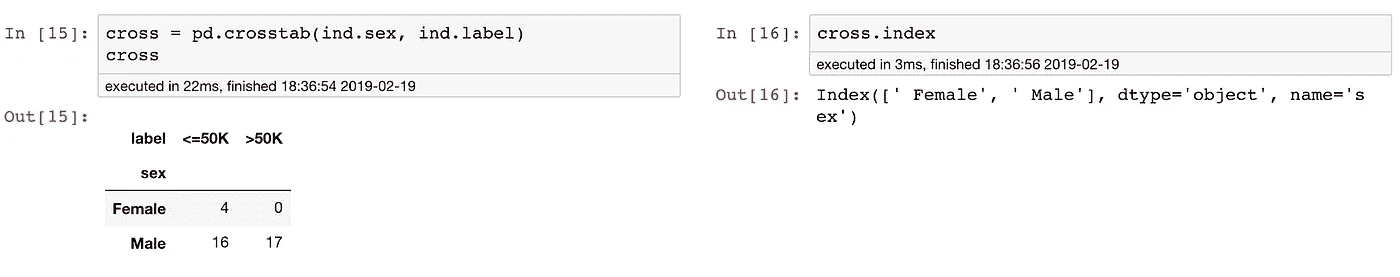 In [15]: cross = pd.crosstab(ind.sex, ind.label)
cross
executed in 22ms, finished 18:36:54 2019-02-19
Out[15]:
label <=50K >50K
sex
Female 4 0
Male 16 17
In [16]: cross.index
executed in 3ms, finished 18:36:56 2019-02-19
Out[16]: Index([' Female', ' Male'], dtype='object', name='s
ex')